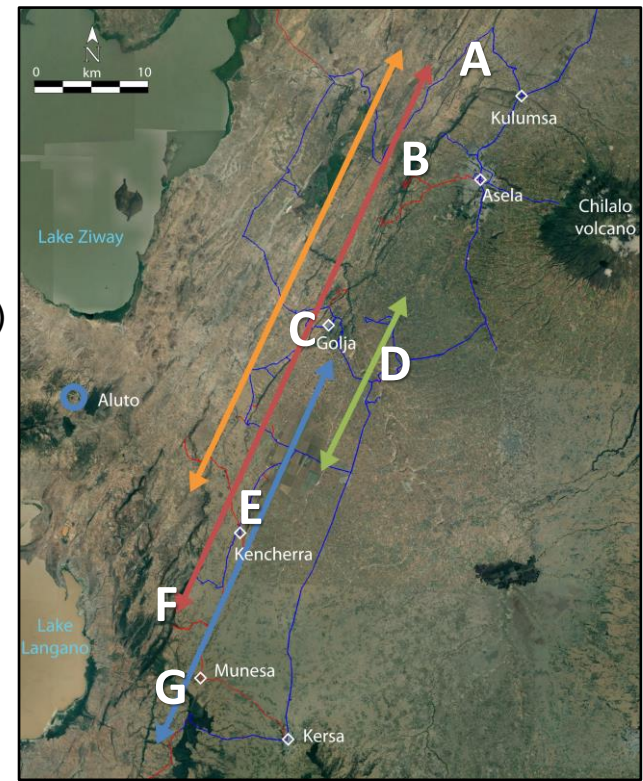 N
0 km 10
A
Kulumsa
B
Asela
Chilalo
volcano
Lake Ziway
)
C
Golja
D
Aluto
E
Kencherra
F
Lake
Langano
G
Munesa
Kersa